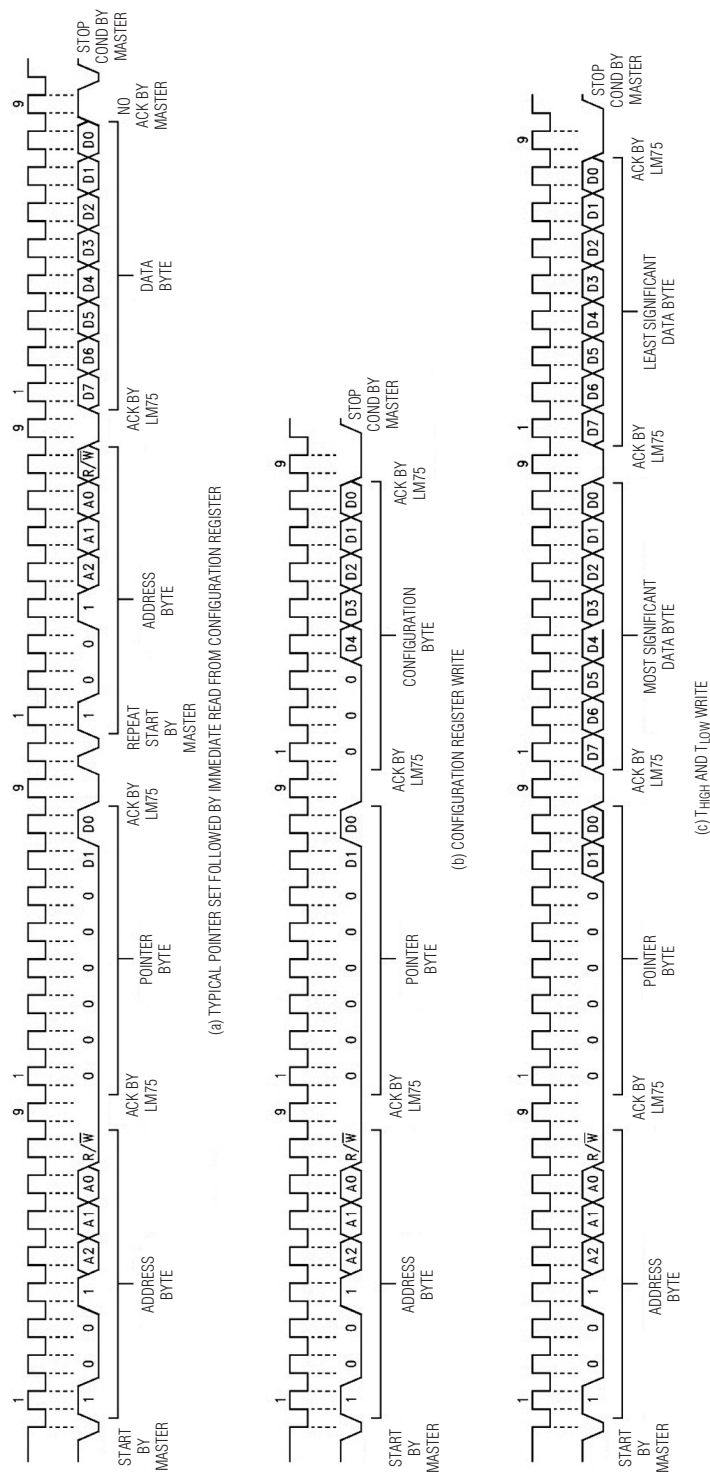 1 9 1 9 1 9 1 9
1 0 0 1 A2 A1 A0 R/W̅ 0 0 0 0 0 0 D1 D0 1 0 0 1 A2 A1 A0 R/W̅ D7 D6 D5 D4 D3 D2 D1 D0
START
BY
MASTER
ADDRESS
BYTE
ACK BY
LM75
POINTER
BYTE
ACK BY
LM75
REPEAT
START
BY
MASTER
ADDRESS
BYTE
ACK BY
LM75
DATA
BYTE
NO
ACK BY
MASTER
STOP
COND BY
MASTER
(a) TYPICAL POINTER SET FOLLOWED BY IMMEDIATE READ FROM CONFIGURATION REGISTER
1 9 1 9 1 9
1 0 0 1 A2 A1 A0 R/W̅ 0 0 0 0 0 0 D1 D0 0 0 0 D4 D3 D2 D1 D0
START
BY
MASTER
ADDRESS
BYTE
ACK BY
LM75
POINTER
BYTE
ACK BY
LM75
CONFIGURATION
BYTE
ACK BY
LM75
STOP
COND BY
MASTER
(b) CONFIGURATION REGISTER WRITE
1 9 1 9 1 9 1 9
1 0 0 1 A2 A1 A0 R/W̅ 0 0 0 0 0 0 D1 D0 D7 D6 D5 D4 D3 D2 D1 D0 D7 D6 D5 D4 D3 D2 D1 D0
START
BY
MASTER
ADDRESS
BYTE
ACK BY
LM75
POINTER
BYTE
ACK BY
LM75
MOST SIGNIFICANT
DATA BYTE
ACK BY
LM75
LEAST SIGNIFICANT
DATA BYTE
ACK BY
LM75
STOP
COND BY
MASTER
(c) THIGH AND TLOW WRITE